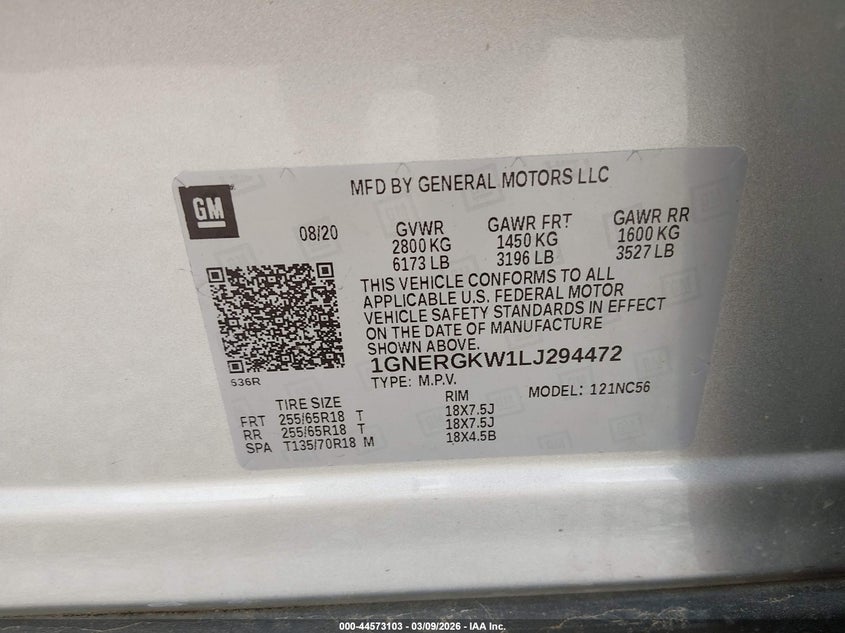 MFD BY GENERAL MOTORS LLC
GM
08/20
GVWR
2800 KG
6173 LB
GAWR FRT
1450 KG
3196 LB
GAWR RR
1600 KG
3527 LB
THIS VEHICLE CONFORMS TO ALL
APPLICABLE U.S. FEDERAL MOTOR
VEHICLE SAFETY STANDARDS IN EFFECT
ON THE DATE OF MANUFACTURE
SHOWN ABOVE.
1GNERGKW1LJ294472
TYPE: M.P.V.
MODEL: 121NC56
536R
TIRE SIZE RIM
FRT 255/65R18 T 18X7.5J
RR 255/65R18 T 18X7.5J
SPA T135/70R18 M 18X4.5B
000-44573103 - 03/09/2026 - IAA Inc.